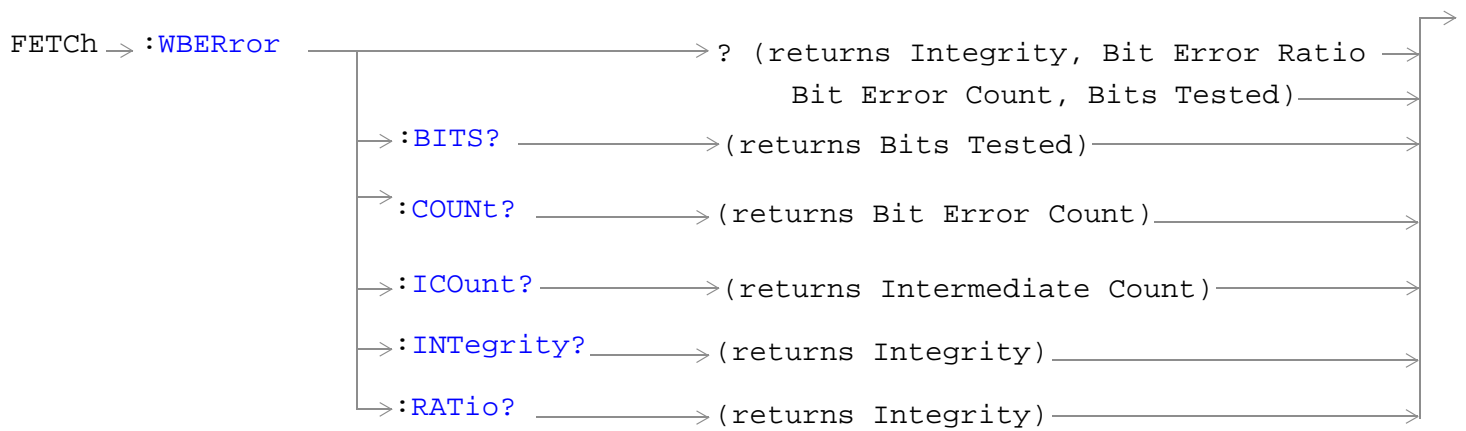 FETCh :WBERror ? (returns Integrity, Bit Error Ratio
Bit Error Count, Bits Tested)
:BITS? (returns Bits Tested)
:COUNt? (returns Bit Error Count)
:ICOunt? (returns Intermediate Count)
:INTegrity? (returns Integrity)
:RATio? (returns Integrity)